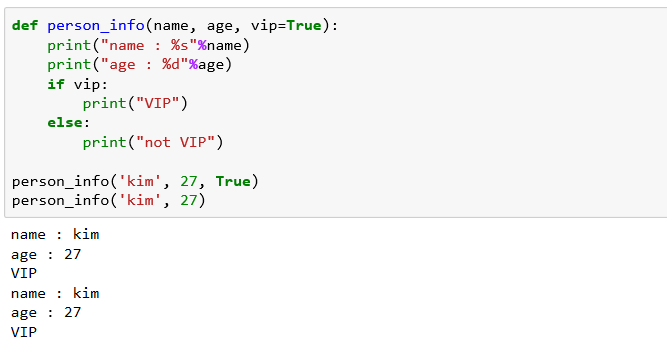 def person_info(name, age, vip=True):
    print("name : %s"%name)
    print("age : %d"%age)
    if vip:
        print("VIP")
    else:
        print("not VIP")

person_info('kim', 27, True)
person_info('kim', 27)
name : kim
age : 27
VIP
name : kim
age : 27
VIP